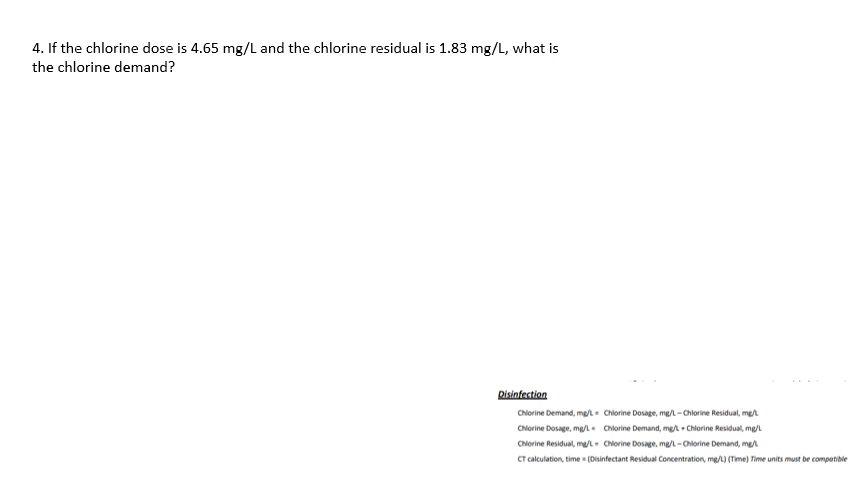 4. If the chlorine dose is 4.65 mg/L and the chlorine residual is 1.83 mg/L, what is
the chlorine demand?
Disinfection
Chlorine Demand, mg/L = Chlorine Dosage, mg/L – Chlorine Residual, mg/L
Chlorine Dosage, mg/L = Chlorine Demand, mg/L + Chlorine Residual, mg/L
Chlorine Residual, mg/L = Chlorine Dosage, mg/L – Chlorine Demand, mg/L
CT calculation, time = (Disinfectant Residual Concentration, mg/L) (Time) Time units must be compatible